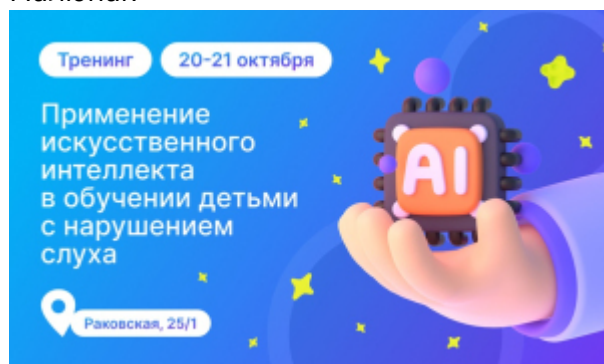 Тренинг
20-21 октября
Применение
искусственного
интеллекта
в обучении детьми
с нарушением
слуха
AI
Раковская, 25/1